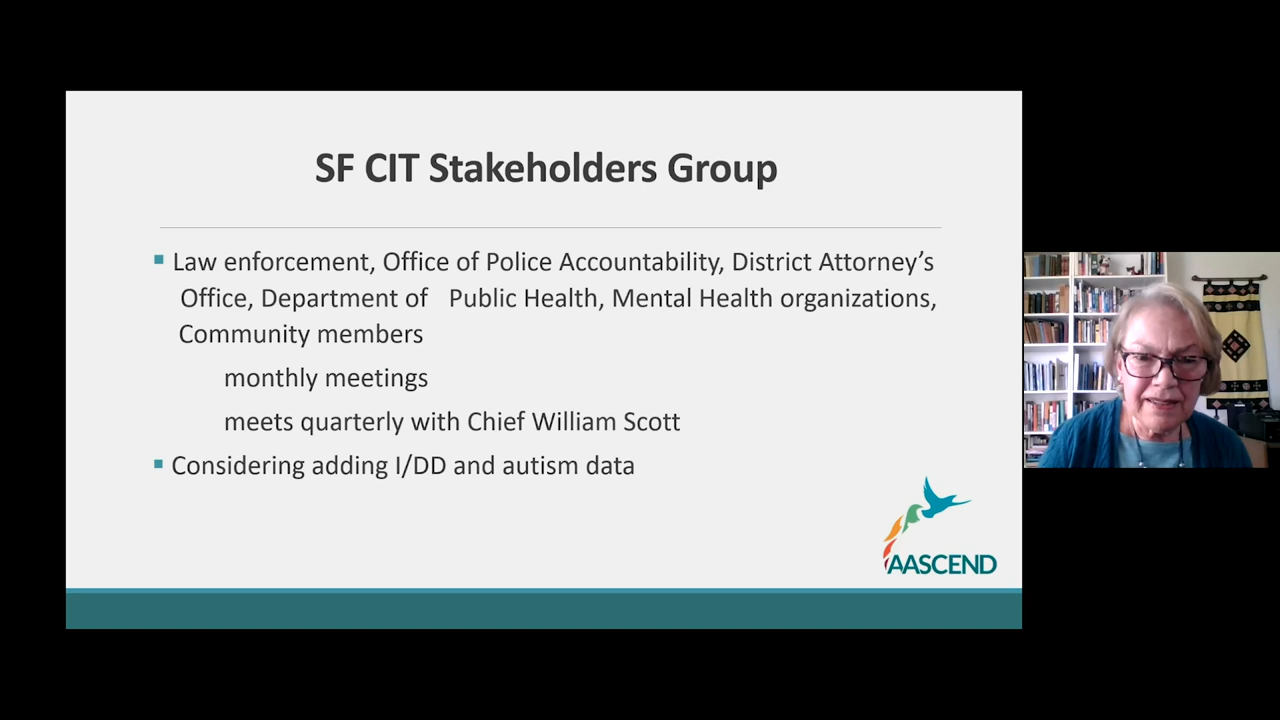 SF CIT Stakeholders Group
Law enforcement, Office of Police Accountability, District Attorney’s
Office, Department of Public Health, Mental Health organizations,
Community members
monthly meetings
meets quarterly with Chief William Scott
Considering adding I/DD and autism data
AASCEND